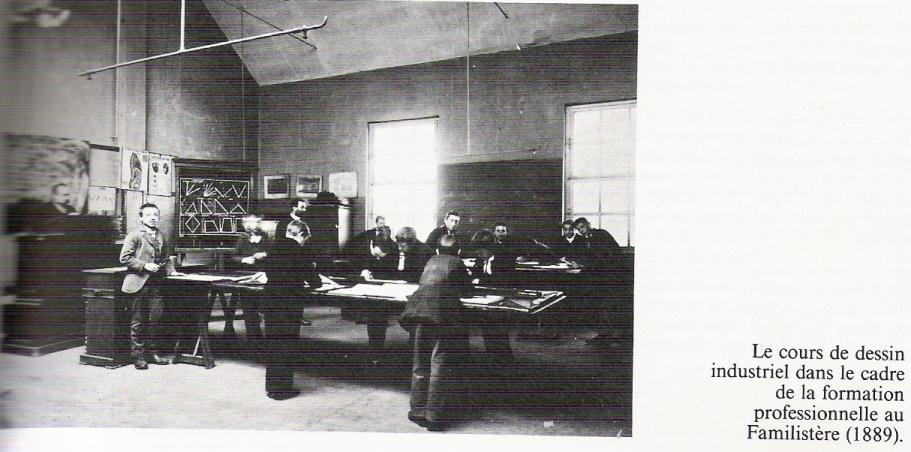 Le cours de dessin
industriel dans le cadre
de la formation
professionnelle au
Familistère (1889).